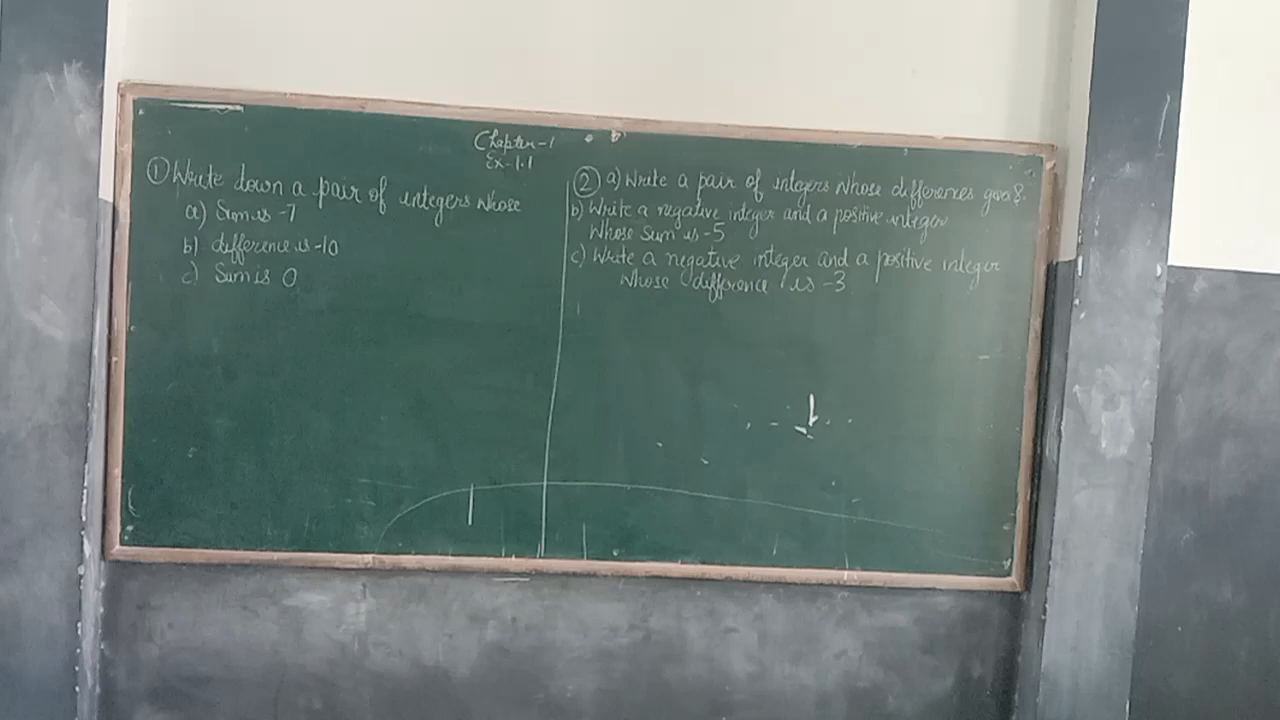 Chapter-1
Ex-1.1
① Write down a pair of integers whose
a) Sum is -7
b) difference is -10
c) Sum is 0
② a) Write a pair of integers whose differences gives 8.
b) Write a negative integer and a positive integer
Whose Sum is -5
c) Write a negative integer and a positive integer
Whose difference is -3